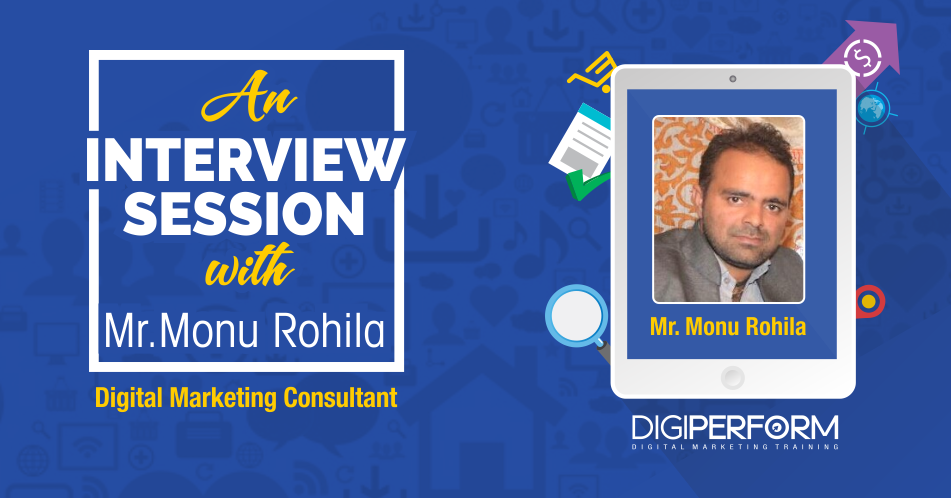 An
INTERVIEW
SESSION
with
Mr.Monu Rohila
Digital Marketing Consultant
Mr. Monu Rohila
DIGIPERFORM
DIGITAL MARKETING TRAINING